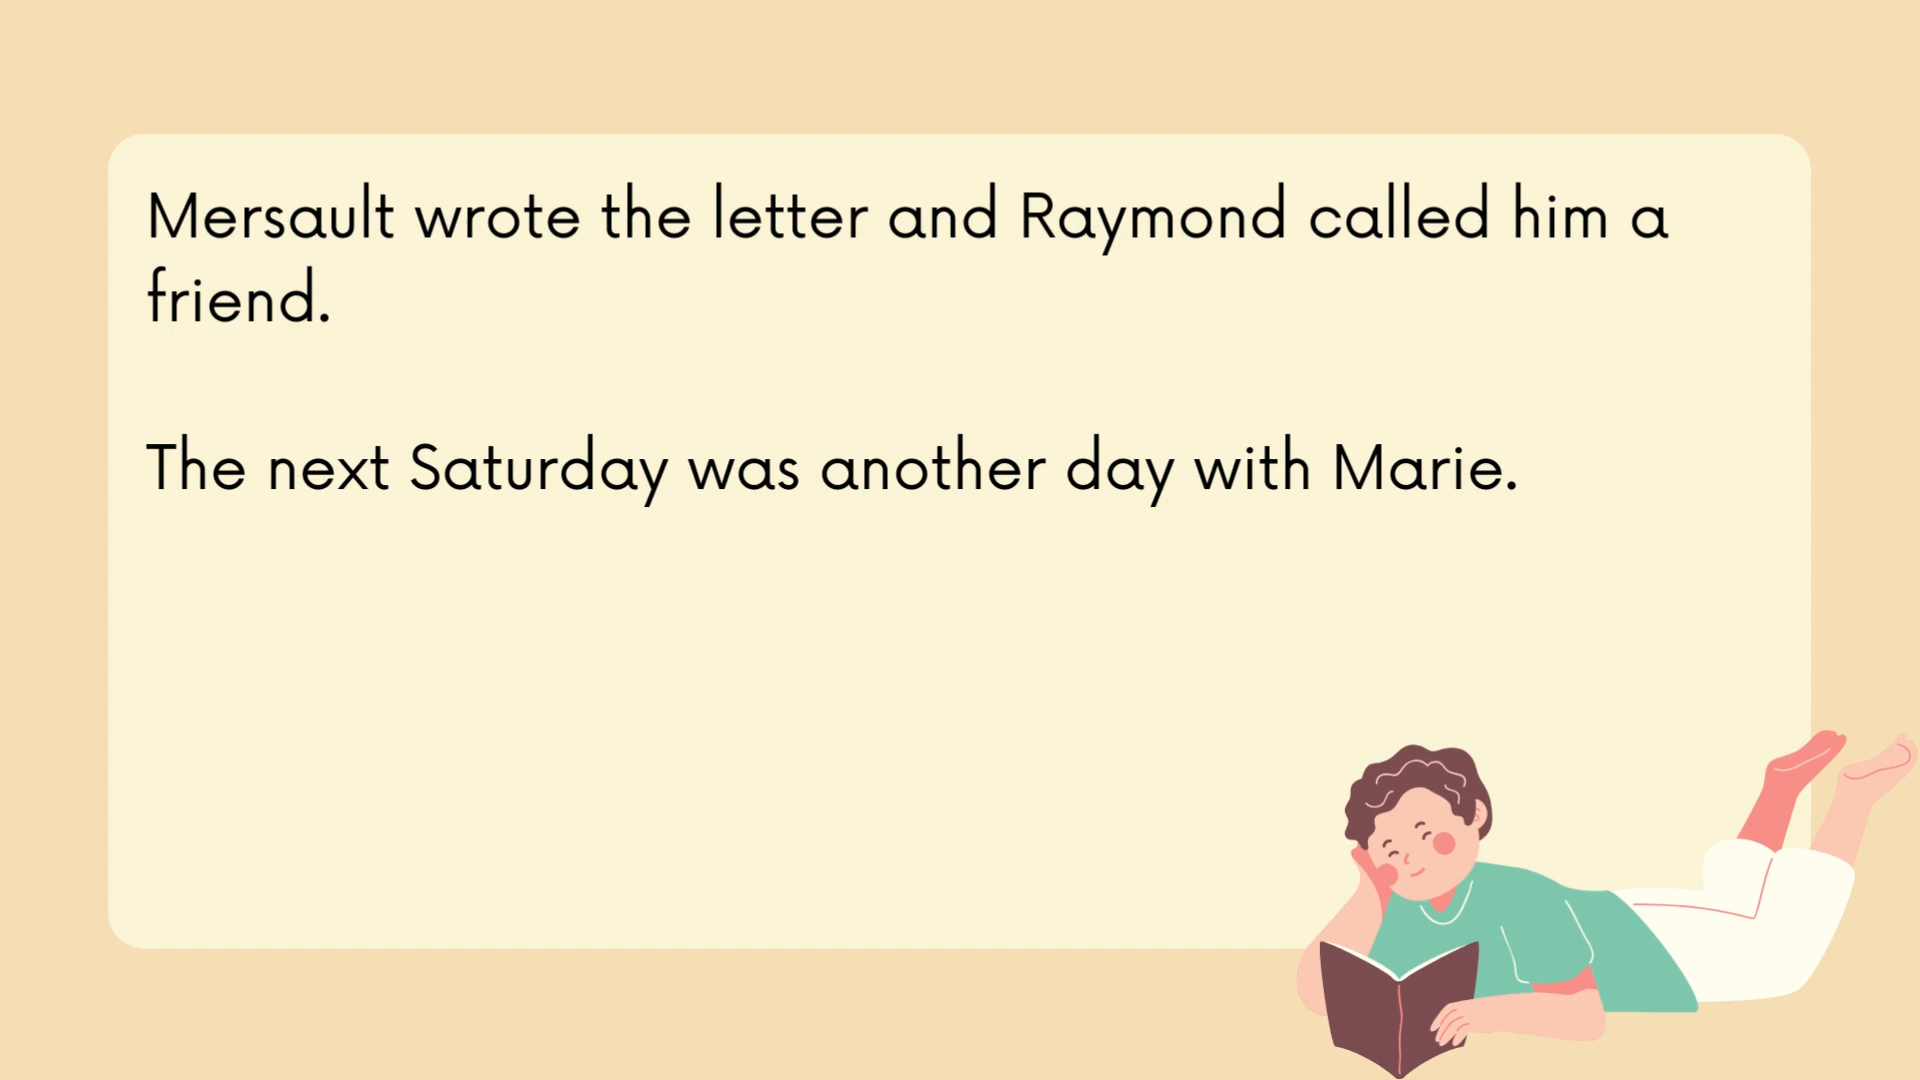 Mersault wrote the letter and Raymond called him a
friend.
The next Saturday was another day with Marie.